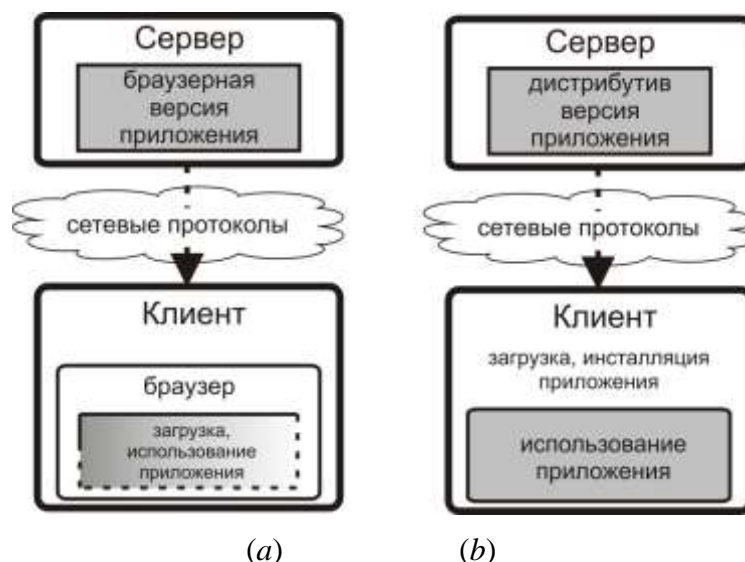 Сервер
браузерная
версия
приложения
сетевые протоколы
Клиент
браузер
загрузка,
использование
приложения
(a)
Сервер
дистрибутив
версия
приложения
сетевые протоколы
Клиент
загрузка, инсталляция
приложения
использование
приложения
(b)